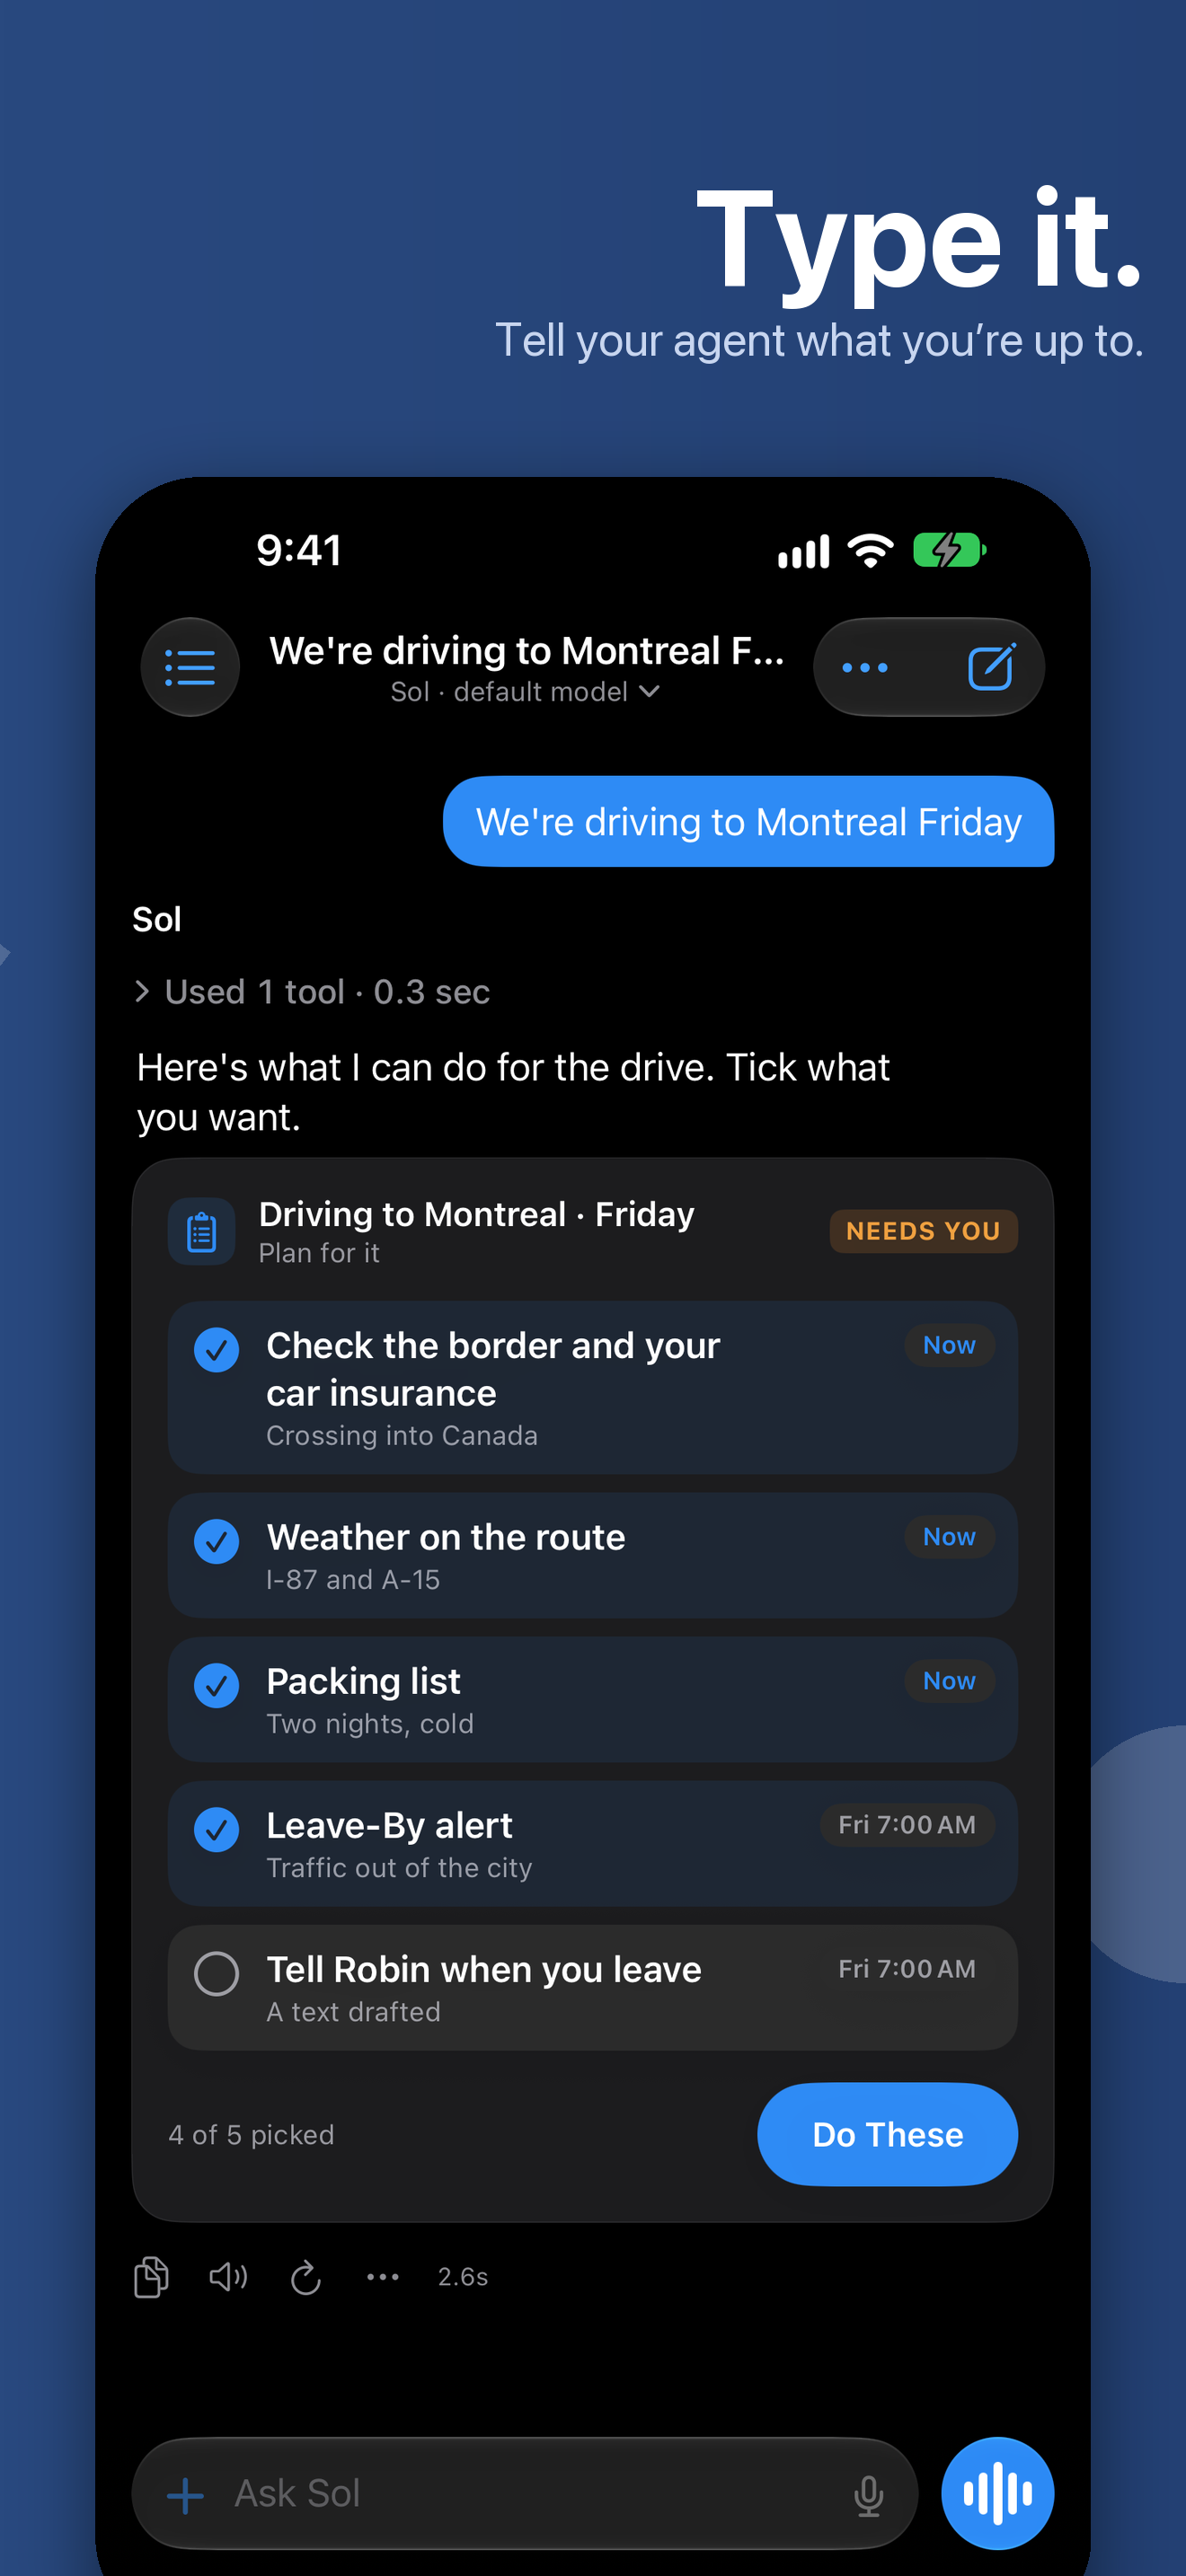 Type it.
Tell your agent what you’re up to.
9:41
We're driving to Montreal F...
Sol · default model
We're driving to Montreal Friday
Sol
Used 1 tool · 0.3 sec
Here's what I can do for the drive. Tick what
you want.
Driving to Montreal · Friday
NEEDS YOU
Plan for it
Check the border and your
car insurance
Now
Crossing into Canada
Weather on the route
Now
I-87 and A-15
Packing list
Now
Two nights, cold
Leave-By alert
Fri 7:00 AM
Traffic out of the city
Tell Robin when you leave
Fri 7:00 AM
A text drafted
4 of 5 picked
Do These
2.6s
Ask Sol